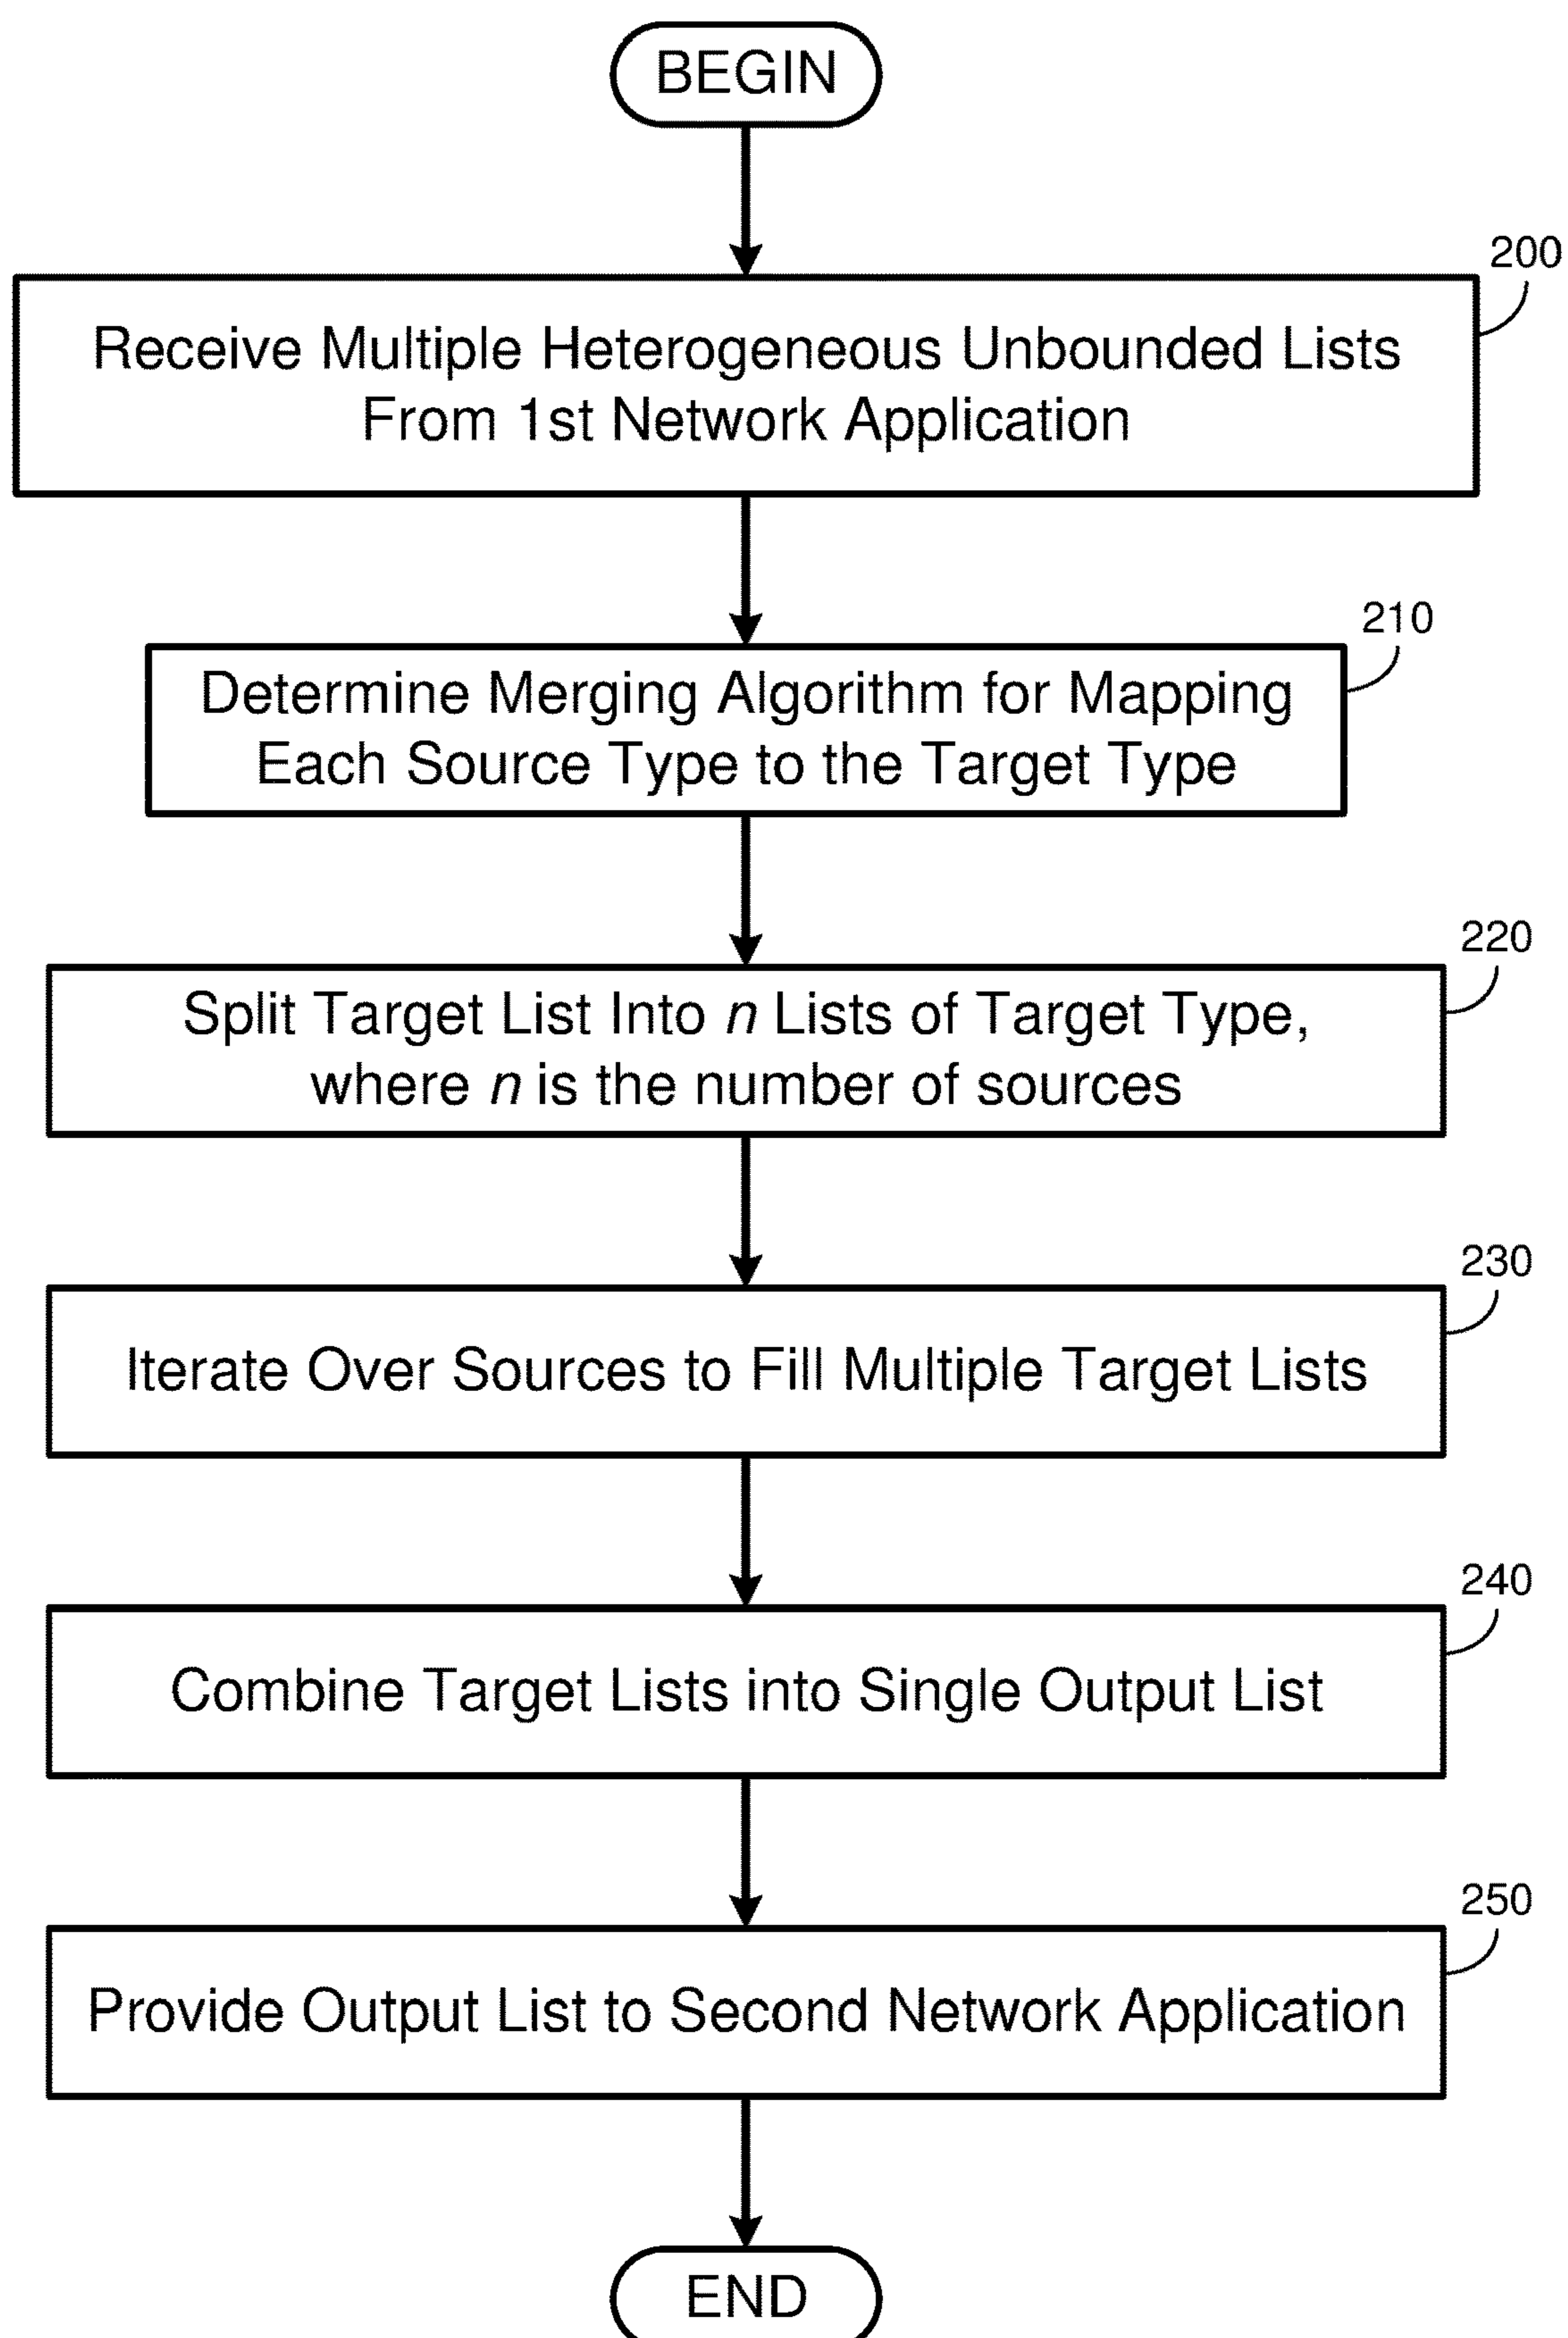 BEGIN
200
Receive Multiple Heterogeneous Unbounded Lists
From 1st Network Application
210
Determine Merging Algorithm for Mapping
Each Source Type to the Target Type
220
Split Target List Into n Lists of Target Type,
where n is the number of sources
230
Iterate Over Sources to Fill Multiple Target Lists
240
Combine Target Lists into Single Output List
250
Provide Output List to Second Network Application
END